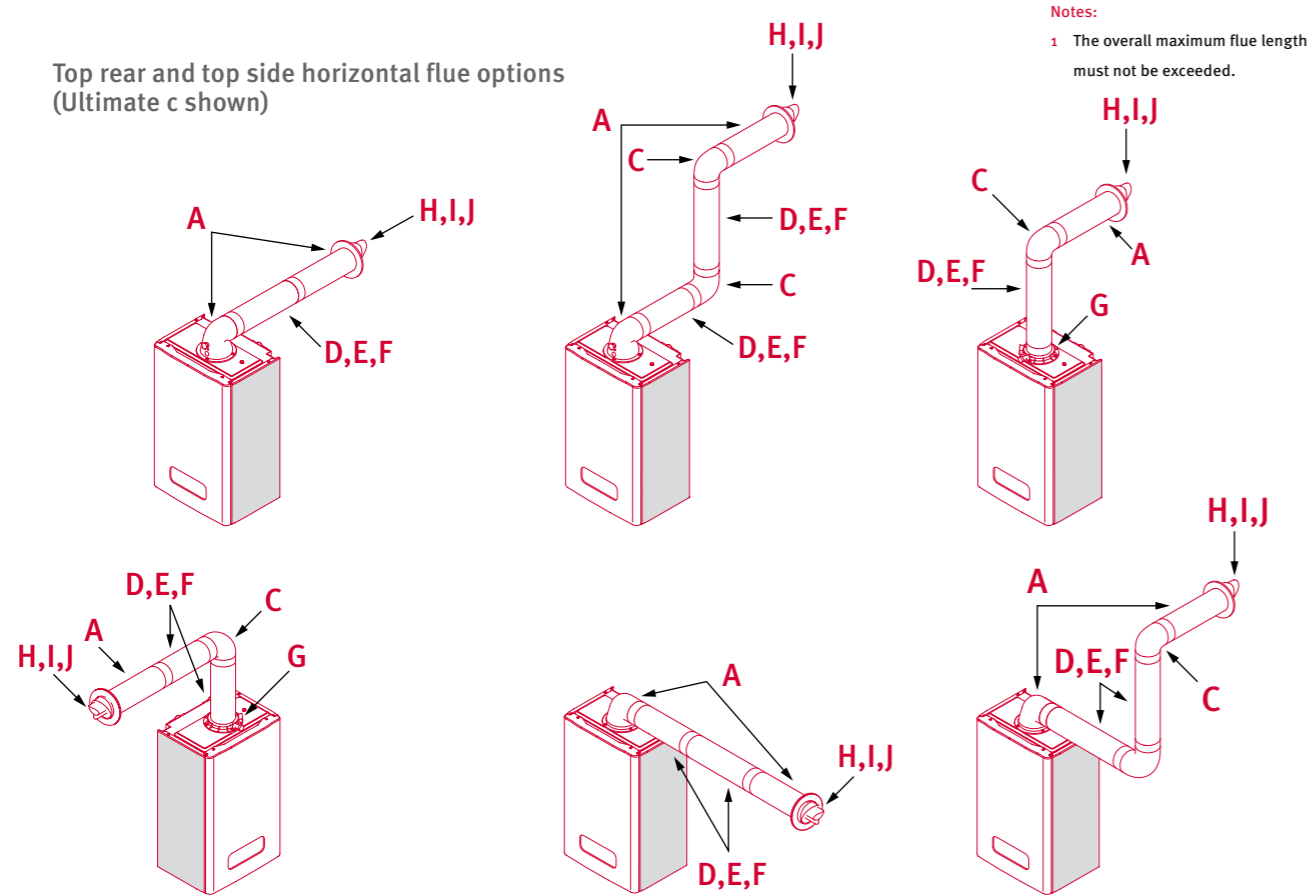 Notes:
1 The overall maximum flue length
must not be exceeded.
Top rear and top side horizontal flue options
(Ultimate c shown)
A
H,I,J
D,E,F
H,I,J
A
C
D,E,F
C
D,E,F
H,I,J
C
A
D,E,F
G
D,E,F
C
A
H,I,J
G
A
H,I,J
D,E,F
H,I,J
A
D,E,F
C